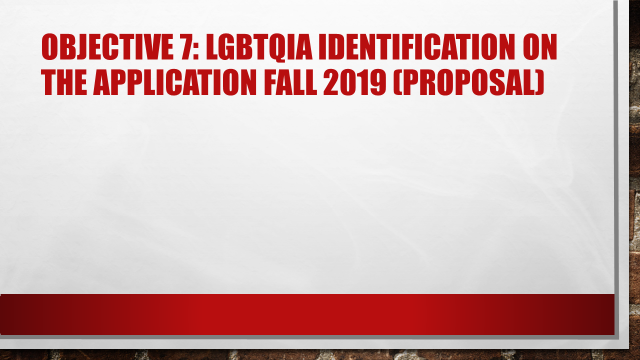 OBJECTIVE 7: LGBTQIA IDENTIFICATION ON
THE APPLICATION FALL 2019 (PROPOSAL)